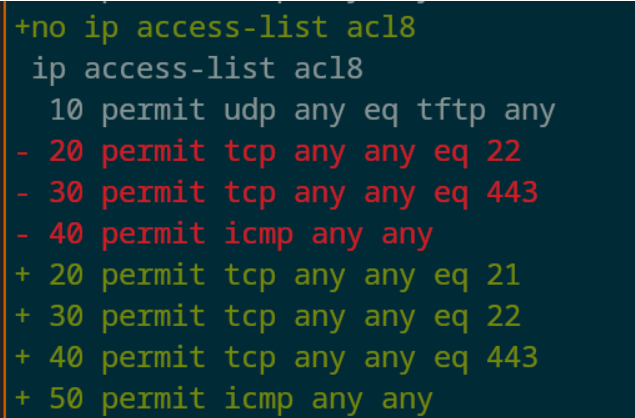 +no ip access-list acl8
 ip access-list acl8
  10 permit udp any eq tftp any
- 20 permit tcp any any eq 22
- 30 permit tcp any any eq 443
- 40 permit icmp any any
+ 20 permit tcp any any eq 21
+ 30 permit tcp any any eq 22
+ 40 permit tcp any any eq 443
+ 50 permit icmp any any